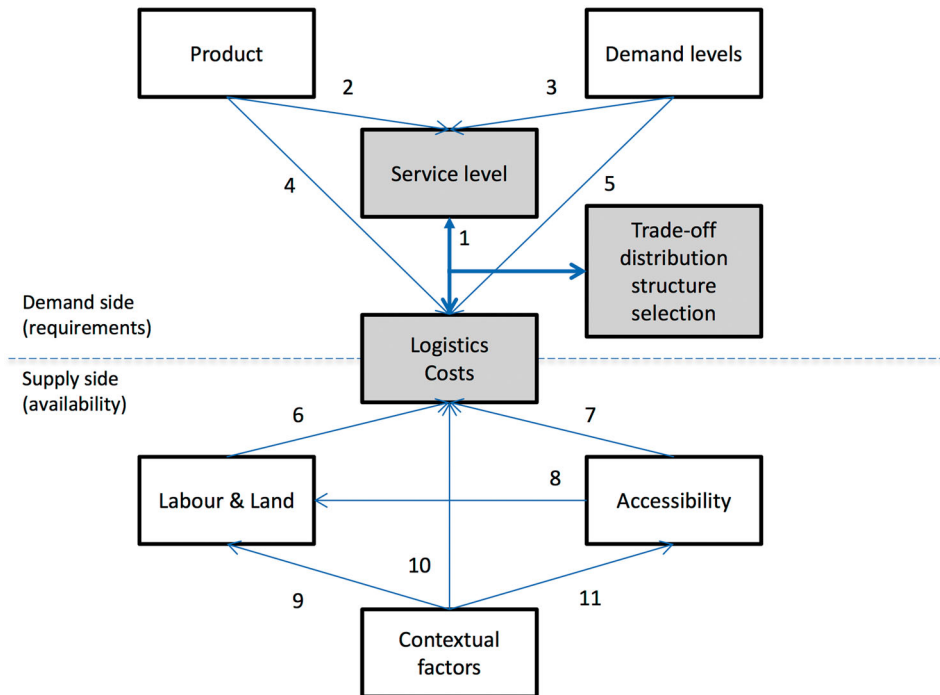 Product
Demand levels
2
3
Service level
4
5
1
Trade-off
distribution
structure
selection
Demand side
(requirements)
Logistics
Costs
Supply side
(availability)
6
7
8
Labour & Land
Accessibility
10
9
11
Contextual
factors